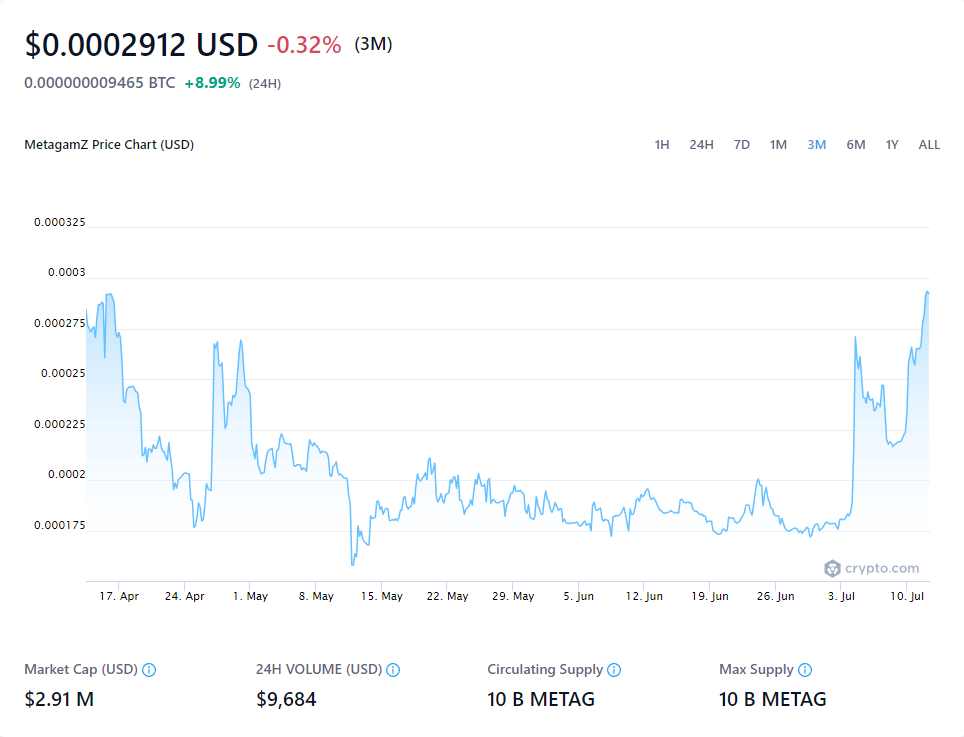 $0.0002912 USD -0.32% (3M)
0.000000009465 BTC +8.99% (24H)
MetagamZ Price Chart (USD) 1H 24H 7D 1M 3M 6M 1Y ALL
0.000325
0.0003
0.000275
0.00025
0.000225
0.0002
0.000175
crypto.com
17. Apr 24. Apr 1. May 8. May 15. May 22. May 29. May 5. Jun 12. Jun 19. Jun 26. Jun 3. Jul 10. Jul
Market Cap (USD) 24H VOLUME (USD) Circulating Supply Max Supply
$2.91 M $9,684 10 B METAG 10 B METAG